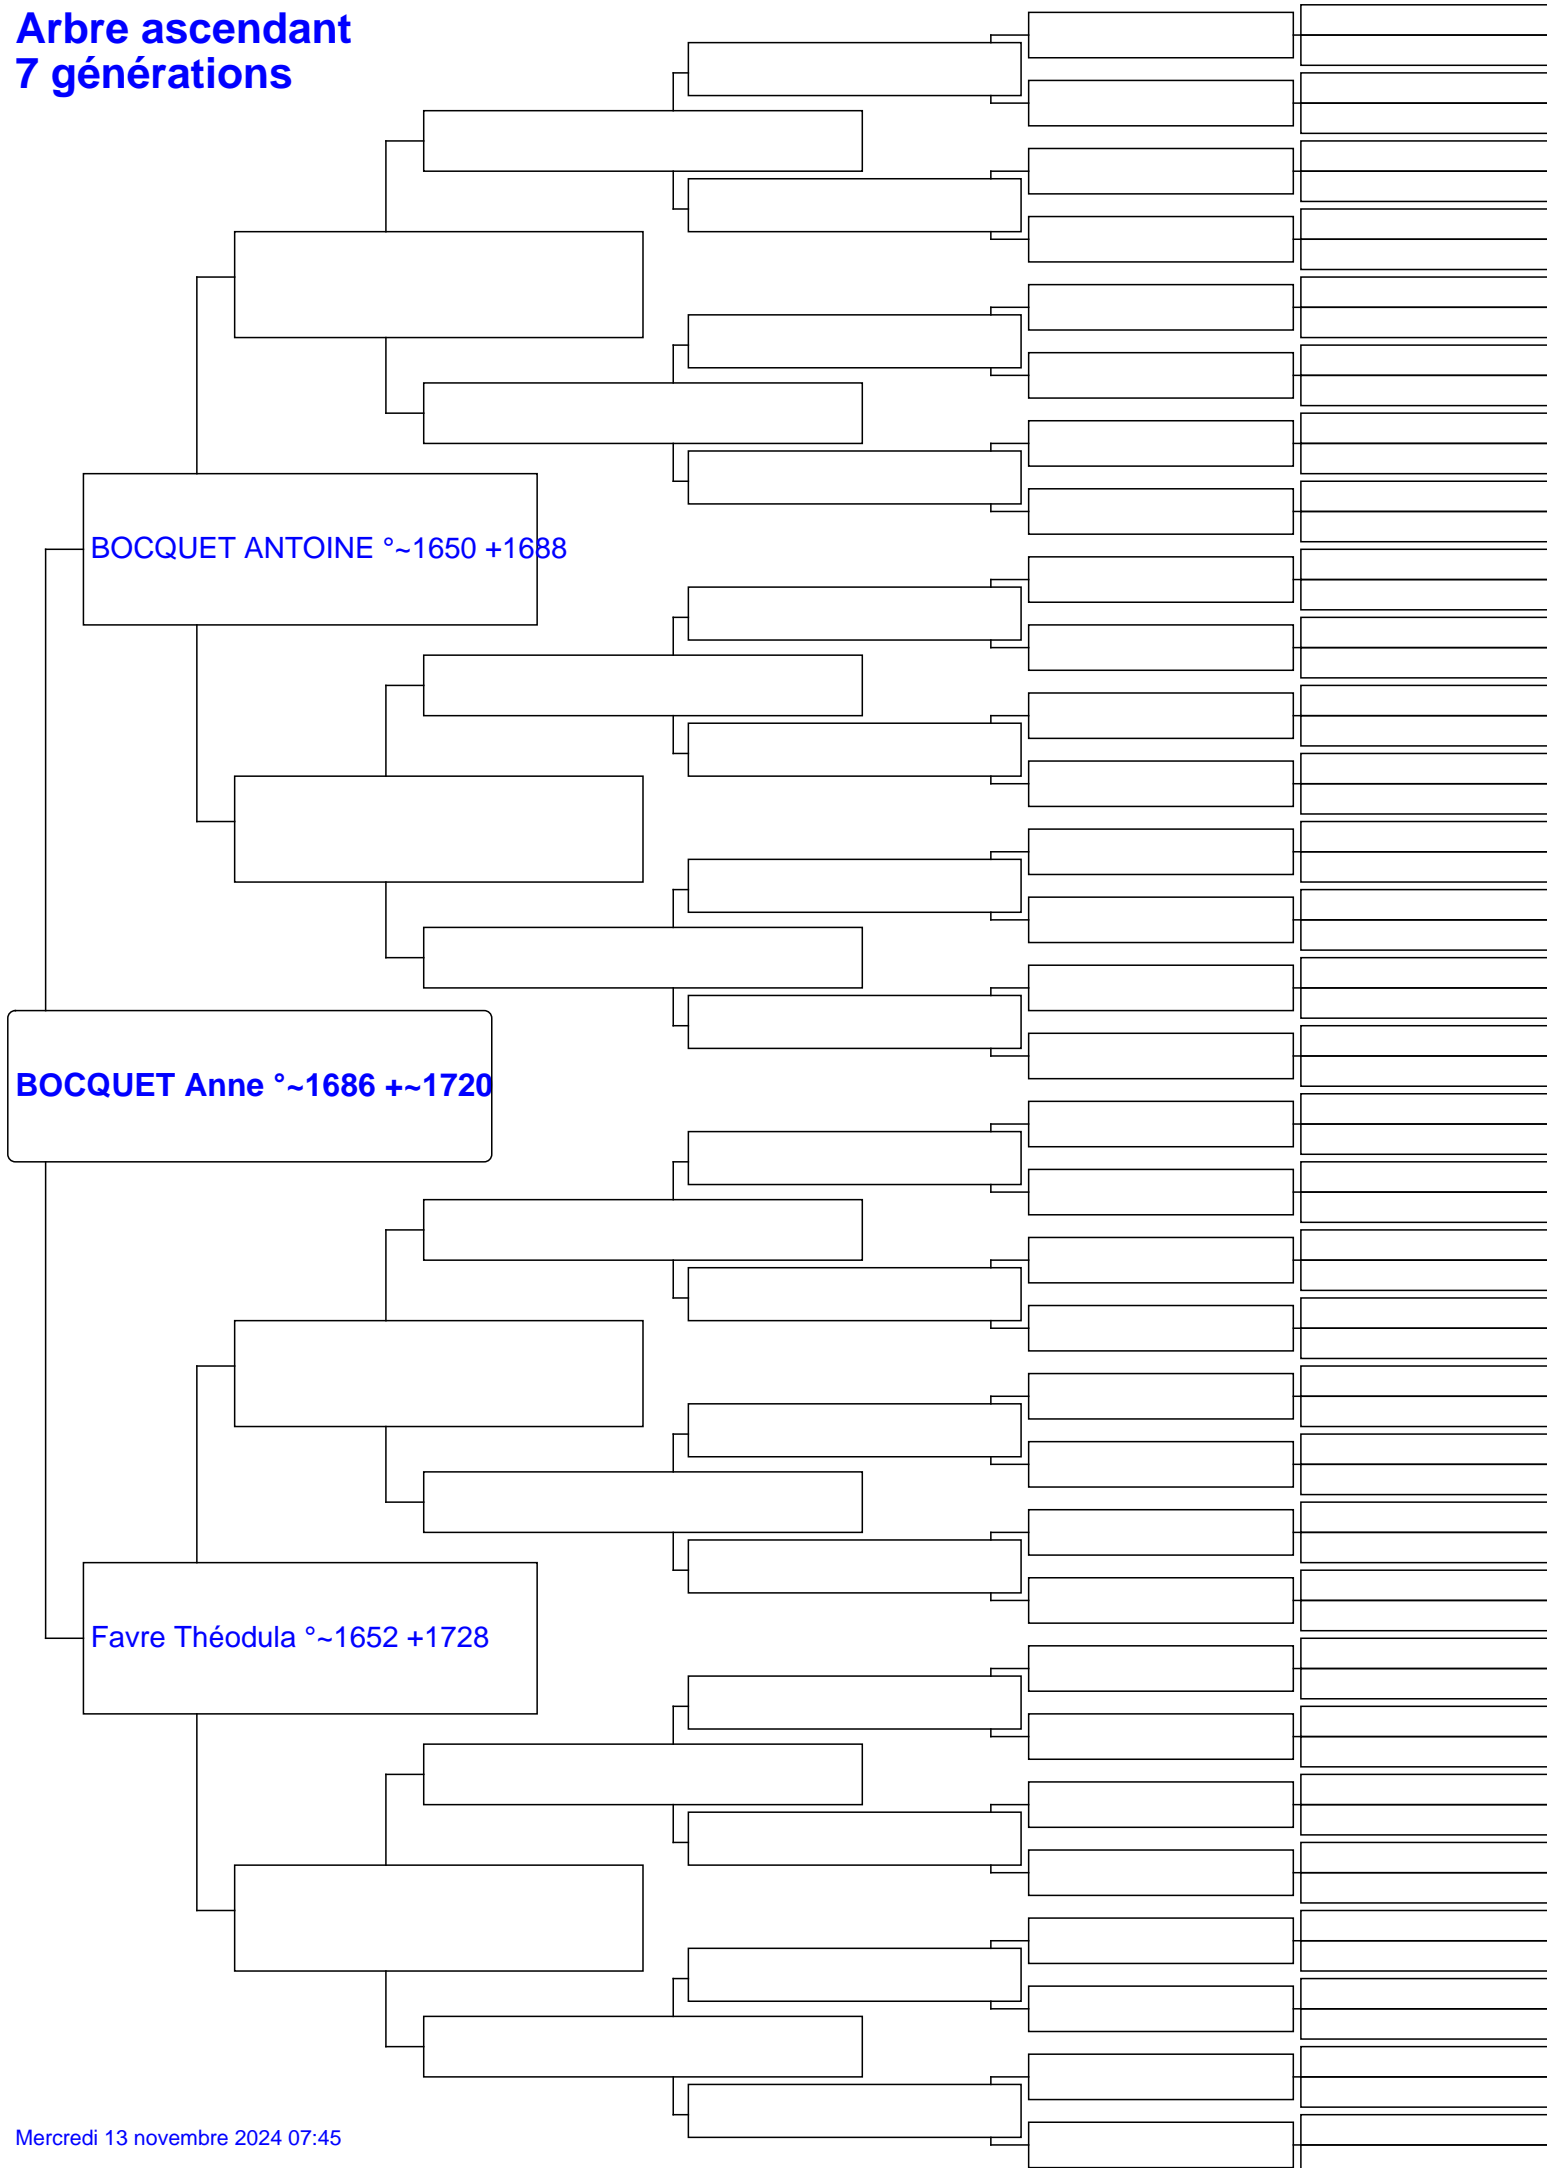 Arbre ascendant
7 générations
BOCQUET ANTOINE °~1650 +1688
BOCQUET Anne °~1686 +~1720
Favre Théodula °~1652 +1728
Mercredi 13 novembre 2024 07:45